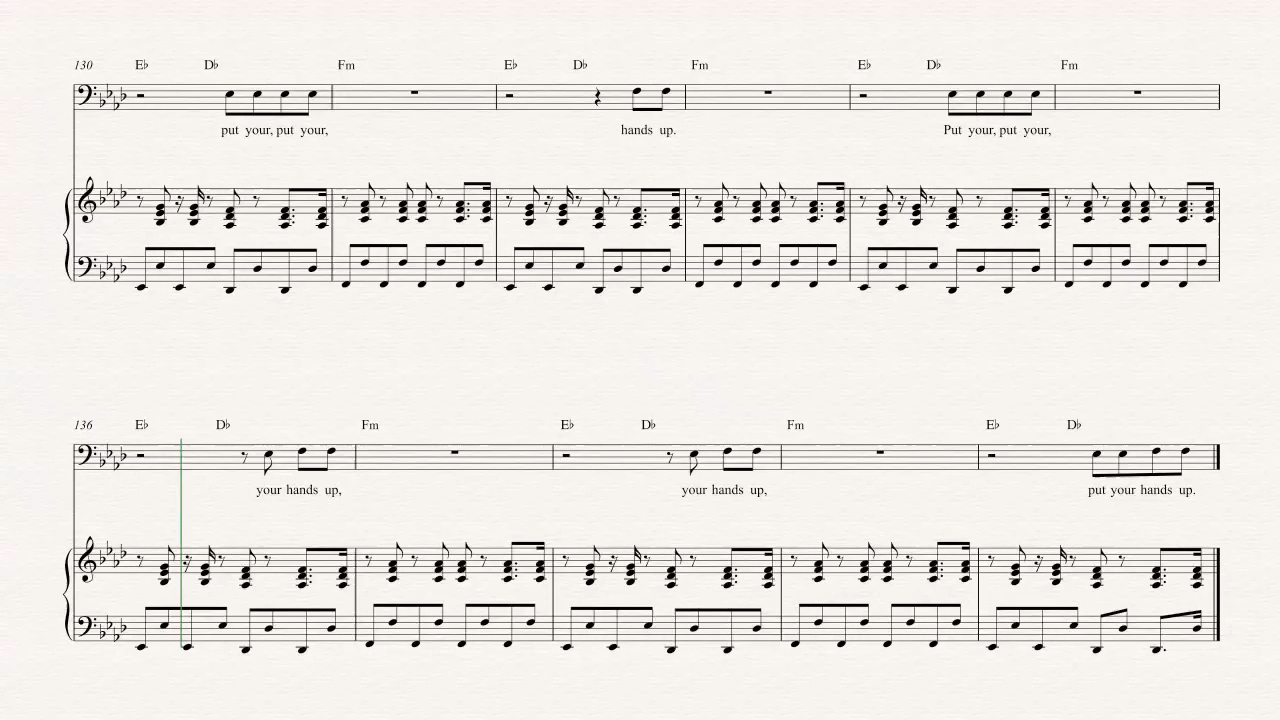 130 E♭ D♭ Fm E♭ D♭ Fm E♭ D♭ Fm
put your, put your, hands up. Put your, put your,
136 E♭ D♭ Fm E♭ D♭ Fm E♭ D♭
your hands up, your hands up, put your hands up.